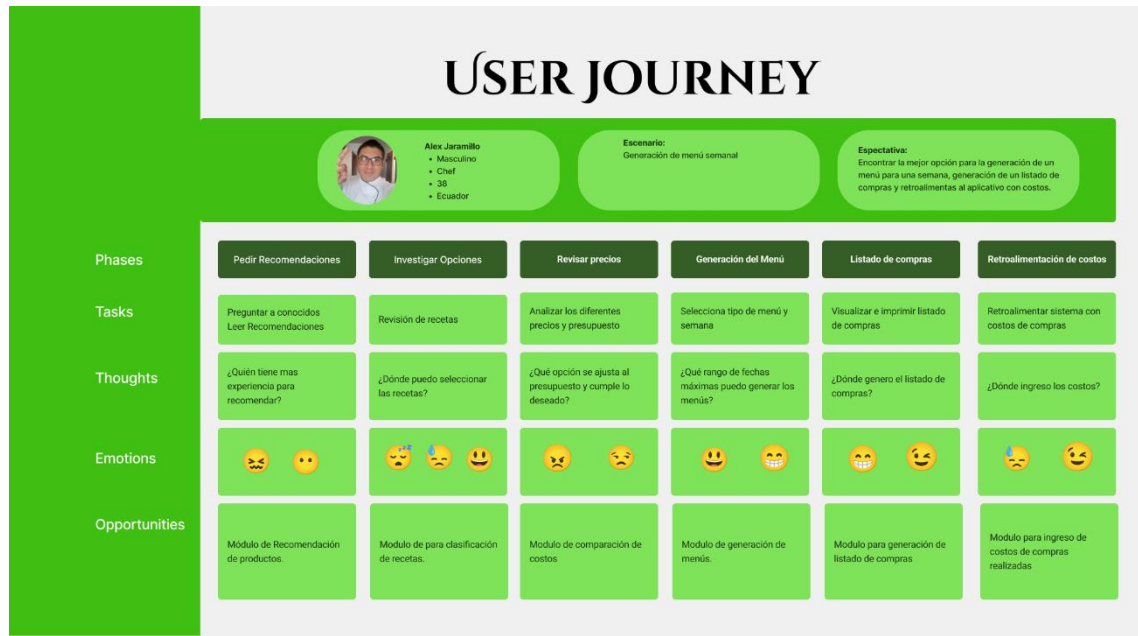 USER JOURNEY
Alex Jaramillo
• Masculino
• Chef
• 38
• Ecuador
Escenario:
Generación de menú semanal
Espectativa:
Encontrar la mejor opción para la generación de un
menú para una semana, generación de un listado de
compras y retroalimentas al aplicativo con costos.
Phases
Pedir Recomendaciones
Investigar Opciones
Revisar precios
Generación del Menú
Listado de compras
Retroalimentación de costos
Tasks
Preguntar a conocidos
Leer Recomendaciones
Revisión de recetas
Analizar los diferentes
precios y presupuesto
Selecciona tipo de menú y
semana
Visualizar e imprimir listado
de compras
Retroalimentar sistema con
costos de compras
Thoughts
¿Quién tiene mas
experiencia para
recomendar?
¿Dónde puedo seleccionar
las recetas?
¿Qué opción se ajusta al
presupuesto y cumple lo
deseado?
¿Qué rango de fechas
máximas puedo generar los
menús?
¿Dónde genero el listado de
compras?
¿Dónde ingreso los costos?
Emotions
Opportunities
Módulo de Recomendación
de productos.
Modulo de para clasificación
de recetas.
Modulo de comparación de
costos
Modulo de generación de
menús.
Modulo para generación de
listado de compras
Modulo para ingreso de
costos de compras
realizadas